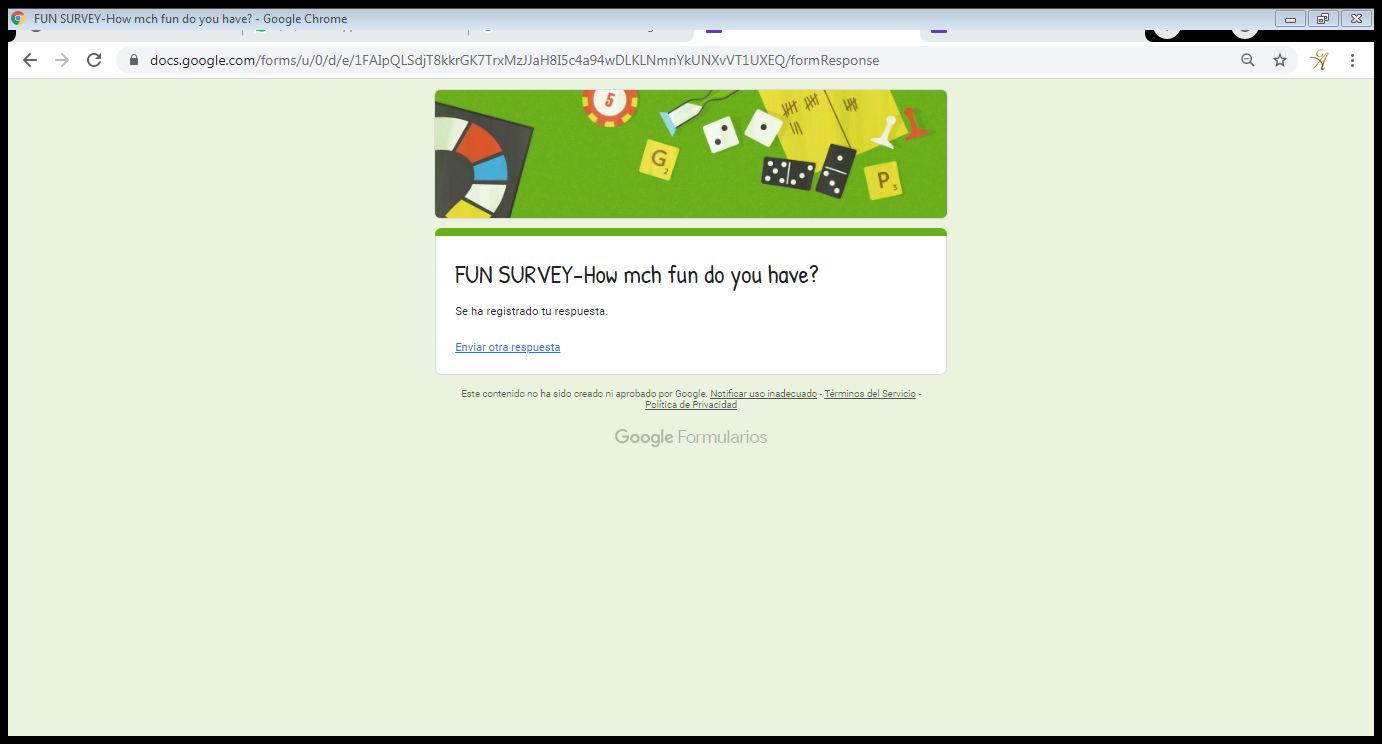 FUN SURVEY-How mch fun do you have? - Google Chrome
docs.google.com/forms/u/0/d/e/1FAIpQLSdjT8kkrGK7TrxMzJJaH8I5c4a94wDLKLNmnYkUNXvVT1UXEQ/formResponse
5
G
2
P
3
FUN SURVEY-How mch fun do you have?
Se ha registrado tu respuesta.
Enviar otra respuesta
Este contenido no ha sido creado ni aprobado por Google. Notificar uso inadecuado - Términos del Servicio -
Política de Privacidad
Google Formularios